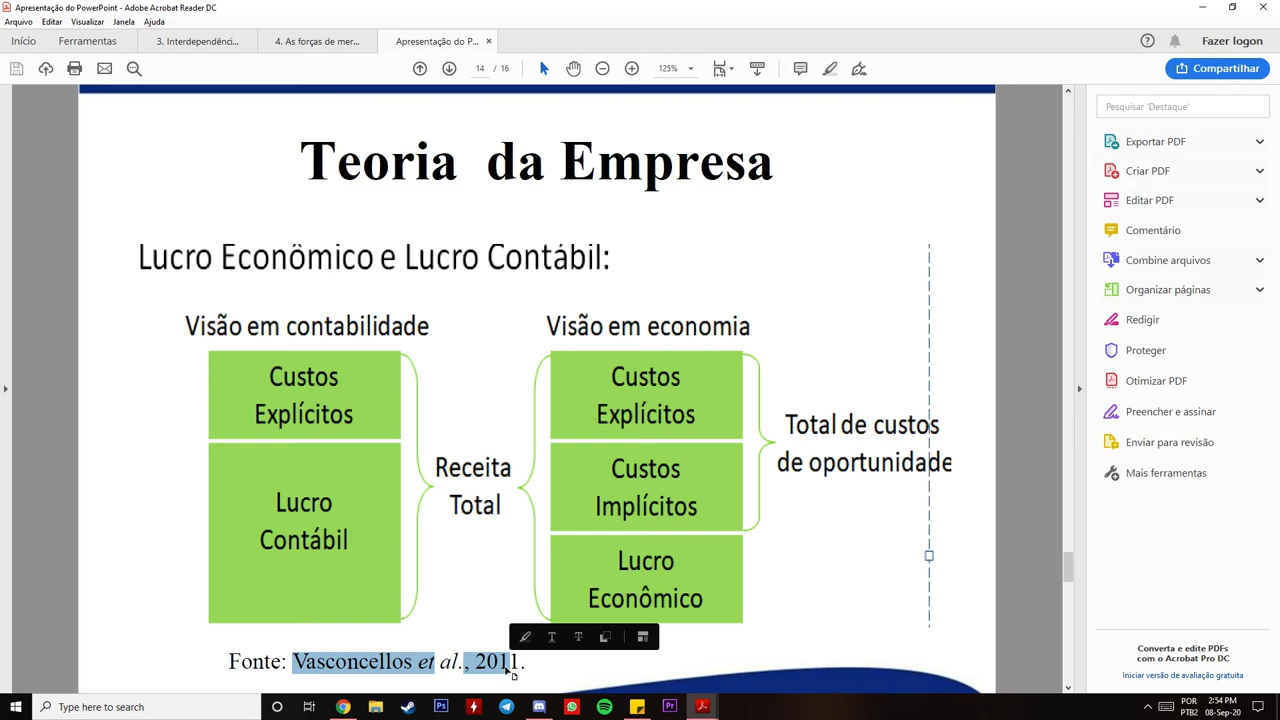 Apresentação do PowerPoint - Adobe Acrobat Reader DC
Arquivo Editar Visualizar Janela Ajuda
Início Ferramentas 3. Interdependênci... 4. As forças de mer... Apresentação do P... × Fazer logon
14 / 16 125% Compartilhar
Teoria da Empresa
Lucro Econômico e Lucro Contábil:
Visão em contabilidade
Custos
Explícitos
Lucro
Contábil
Receita
Total
Visão em economia
Custos
Explícitos
Custos
Implícitos
Lucro
Econômico
Total de custos
de oportunidade
Fonte: Vasconcellos et al., 2011.
Pesquisar 'Destaque'
Exportar PDF
Criar PDF
Editar PDF
Comentário
Combine arquivos
Organizar páginas
Redigir
Proteger
Otimizar PDF
Preencher e assinar
Enviar para revisão
Mais ferramentas
Converta e edite PDFs
com o Acrobat Pro DC
Iniciar versão de avaliação gratuita
Type here to search
Ps
Pr
POR
PTB2
2:54 PM
08-Sep-20